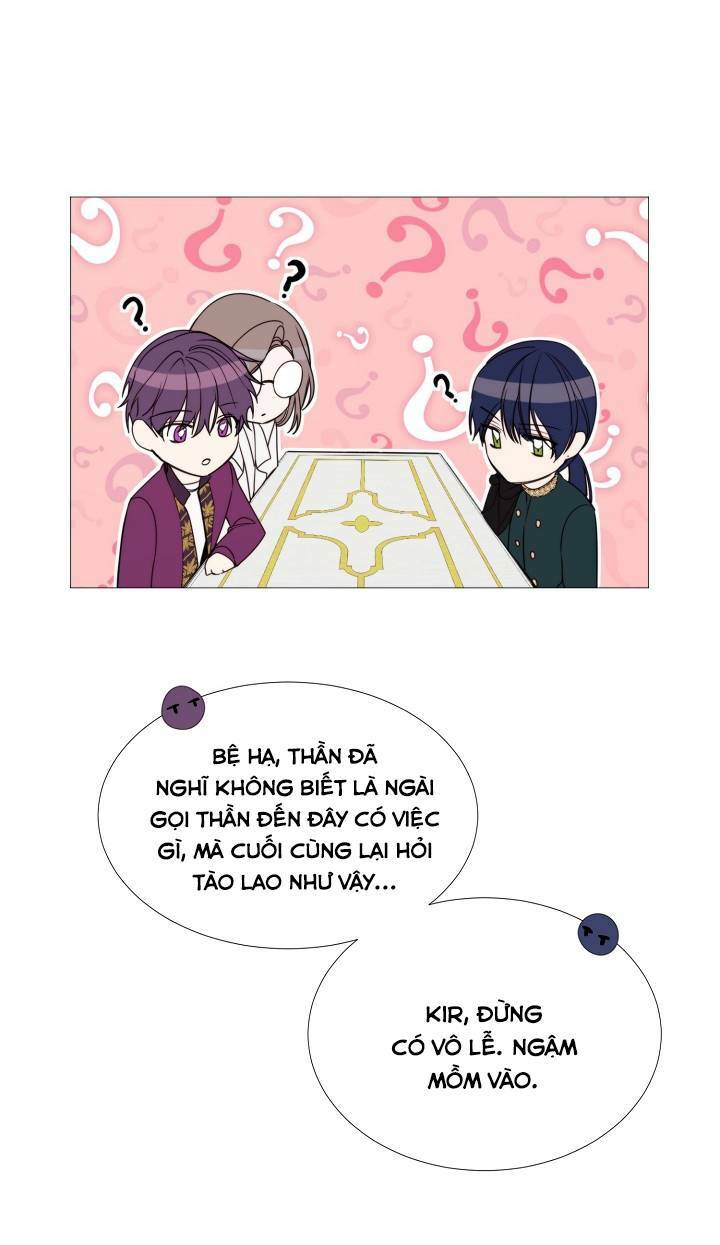 ?
?
?
BỆ HẠ, THẦN ĐÃ
NGHĨ KHÔNG BIẾT LÀ NGÀI
GỌI THẦN ĐẾN ĐÂY CÓ VIỆC
GÌ, MÀ CUỐI CÙNG LẠI HỎI
TÀO LAO NHƯ VẬY...
KIR, ĐỪNG
CÓ VÔ LỄ. NGẬM
MỒM VÀO.